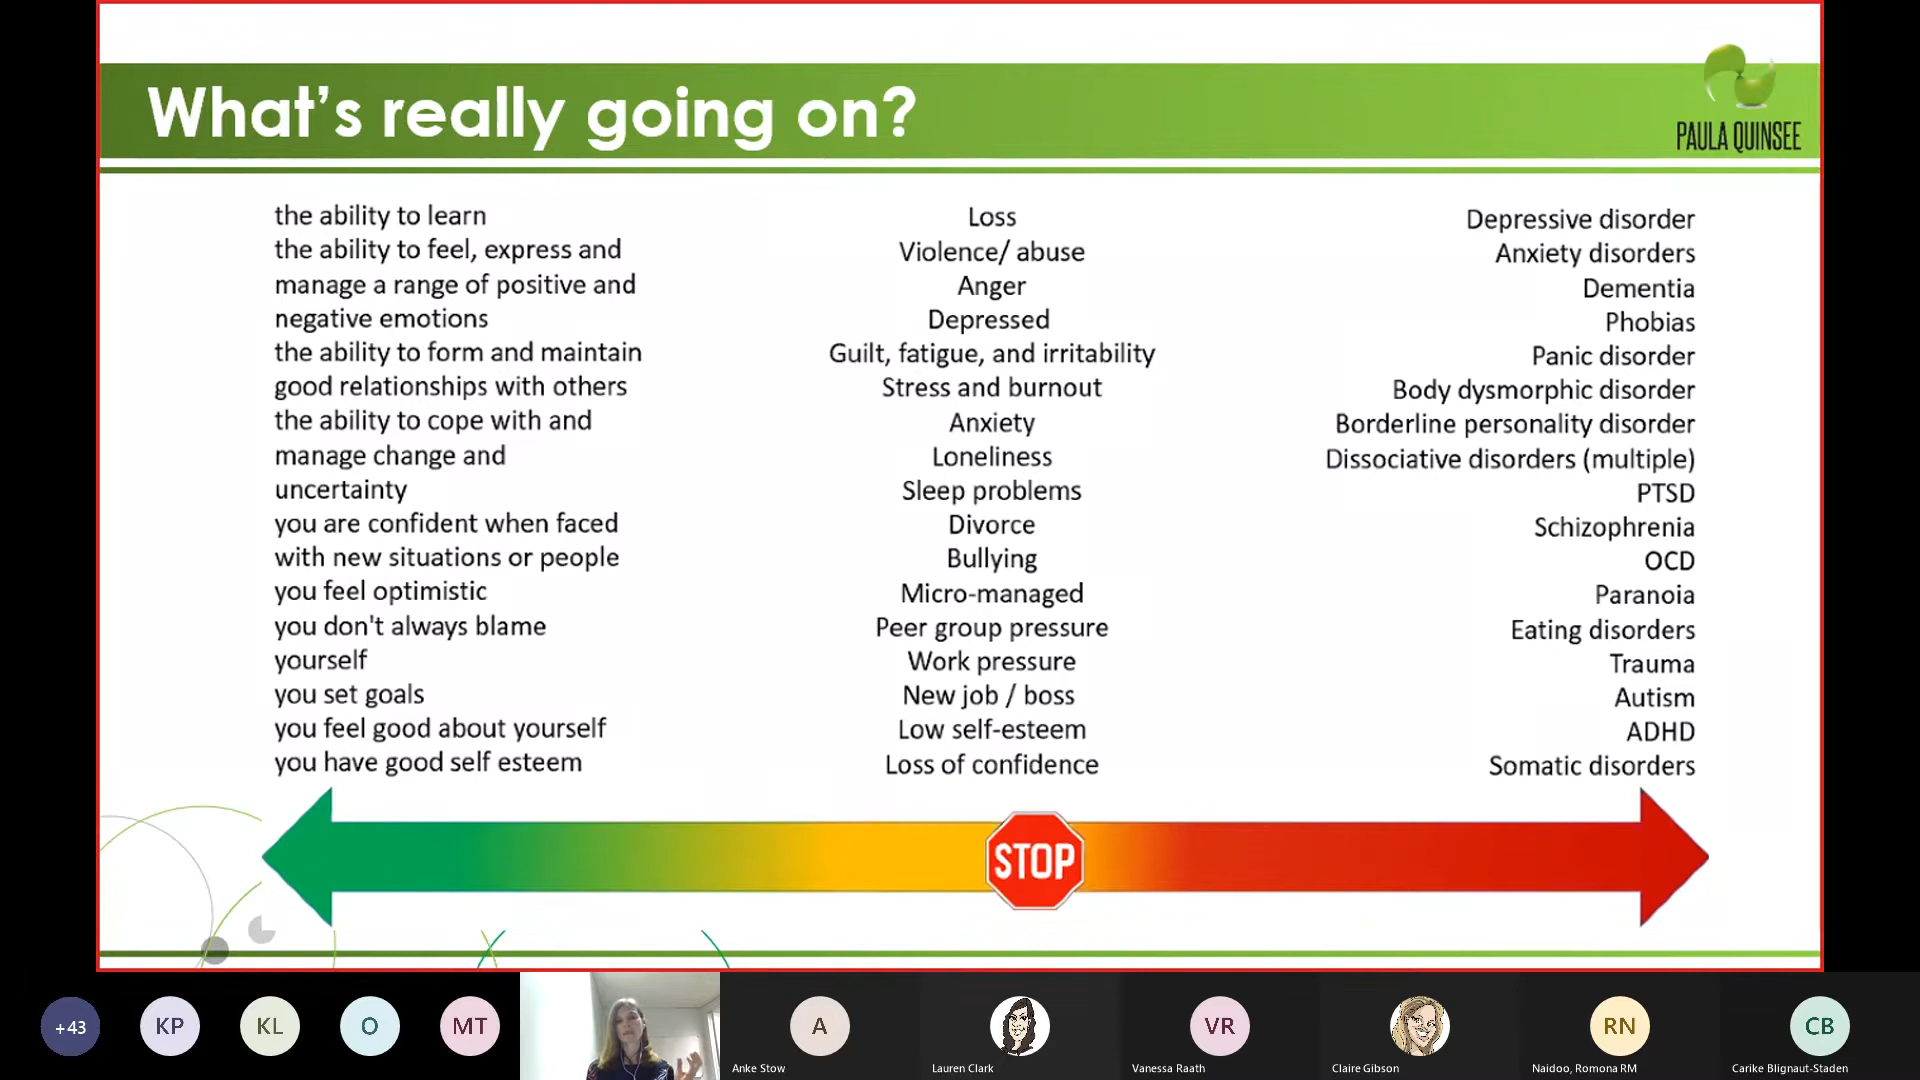 What's really going on?
PAULA QUINSEE
the ability to learn
the ability to feel, express and
manage a range of positive and
negative emotions
the ability to form and maintain
good relationships with others
the ability to cope with and
manage change and
uncertainty
you are confident when faced
with new situations or people
you feel optimistic
you don't always blame
yourself
you set goals
you feel good about yourself
you have good self esteem
Loss
Violence/ abuse
Anger
Depressed
Guilt, fatigue, and irritability
Stress and burnout
Anxiety
Loneliness
Sleep problems
Divorce
Bullying
Micro-managed
Peer group pressure
Work pressure
New job / boss
Low self-esteem
Loss of confidence
Depressive disorder
Anxiety disorders
Dementia
Phobias
Panic disorder
Body dysmorphic disorder
Borderline personality disorder
Dissociative disorders (multiple)
PTSD
Schizophrenia
OCD
Paranoia
Eating disorders
Trauma
Autism
ADHD
Somatic disorders
STOP
+43
KP
KL
O
MT
A
Anke Stow
Lauren Clark
VR
Vanessa Raath
Claire Gibson
RN
Naidoo, Romona RM
CB
Carike Blignaut-Staden